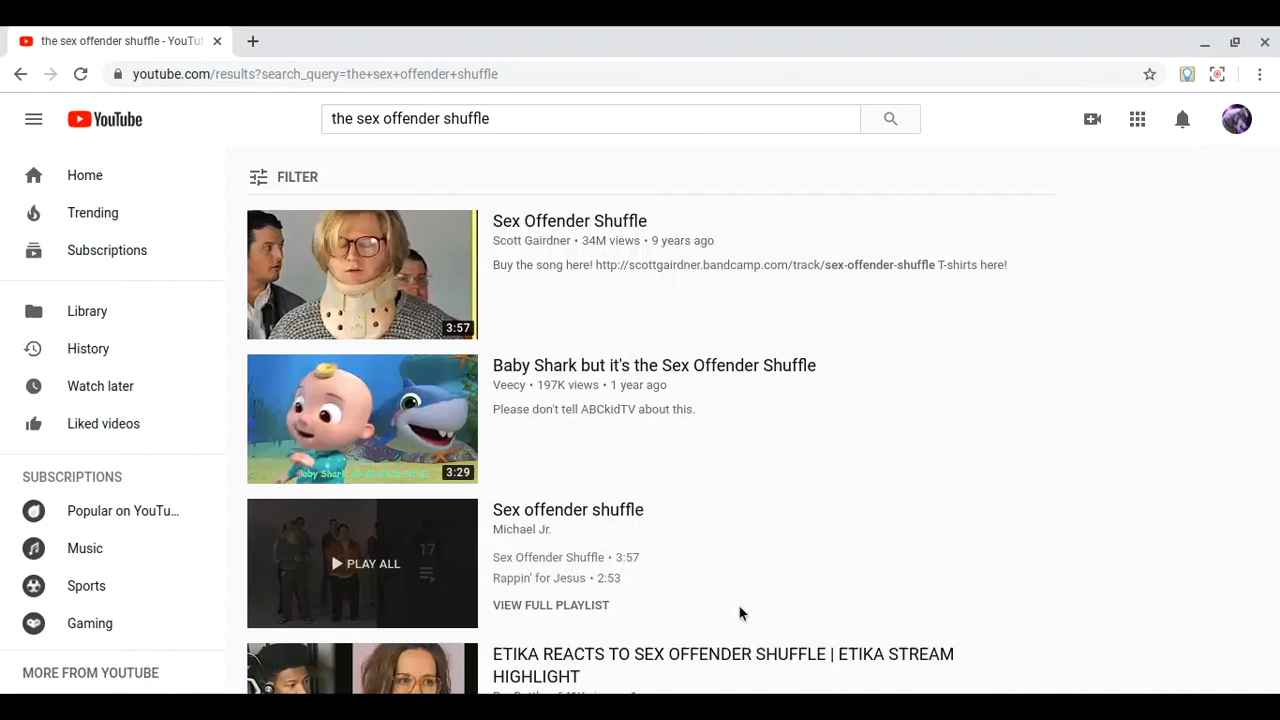 the sex offender shuffle - YouTu
youtube.com/results?search_query=the+sex+offender+shuffle
YouTube
the sex offender shuffle
Home
Trending
Subscriptions
Library
History
Watch later
Liked videos
SUBSCRIPTIONS
Popular on YouTu...
Music
Sports
Gaming
MORE FROM YOUTUBE
FILTER
3:57
Sex Offender Shuffle
Scott Gairdner • 34M views • 9 years ago
Buy the song here! http://scottgairdner.bandcamp.com/track/sex-offender-shuffle T-shirts here!
3:29
Baby Shark but it's the Sex Offender Shuffle
Veecy • 197K views • 1 year ago
Please don't tell ABCkidTV about this.
PLAY ALL
17
Sex offender shuffle
Michael Jr.
Sex Offender Shuffle • 3:57
Rappin' for Jesus • 2:53
VIEW FULL PLAYLIST
ETIKA REACTS TO SEX OFFENDER SHUFFLE | ETIKA STREAM
HIGHLIGHT